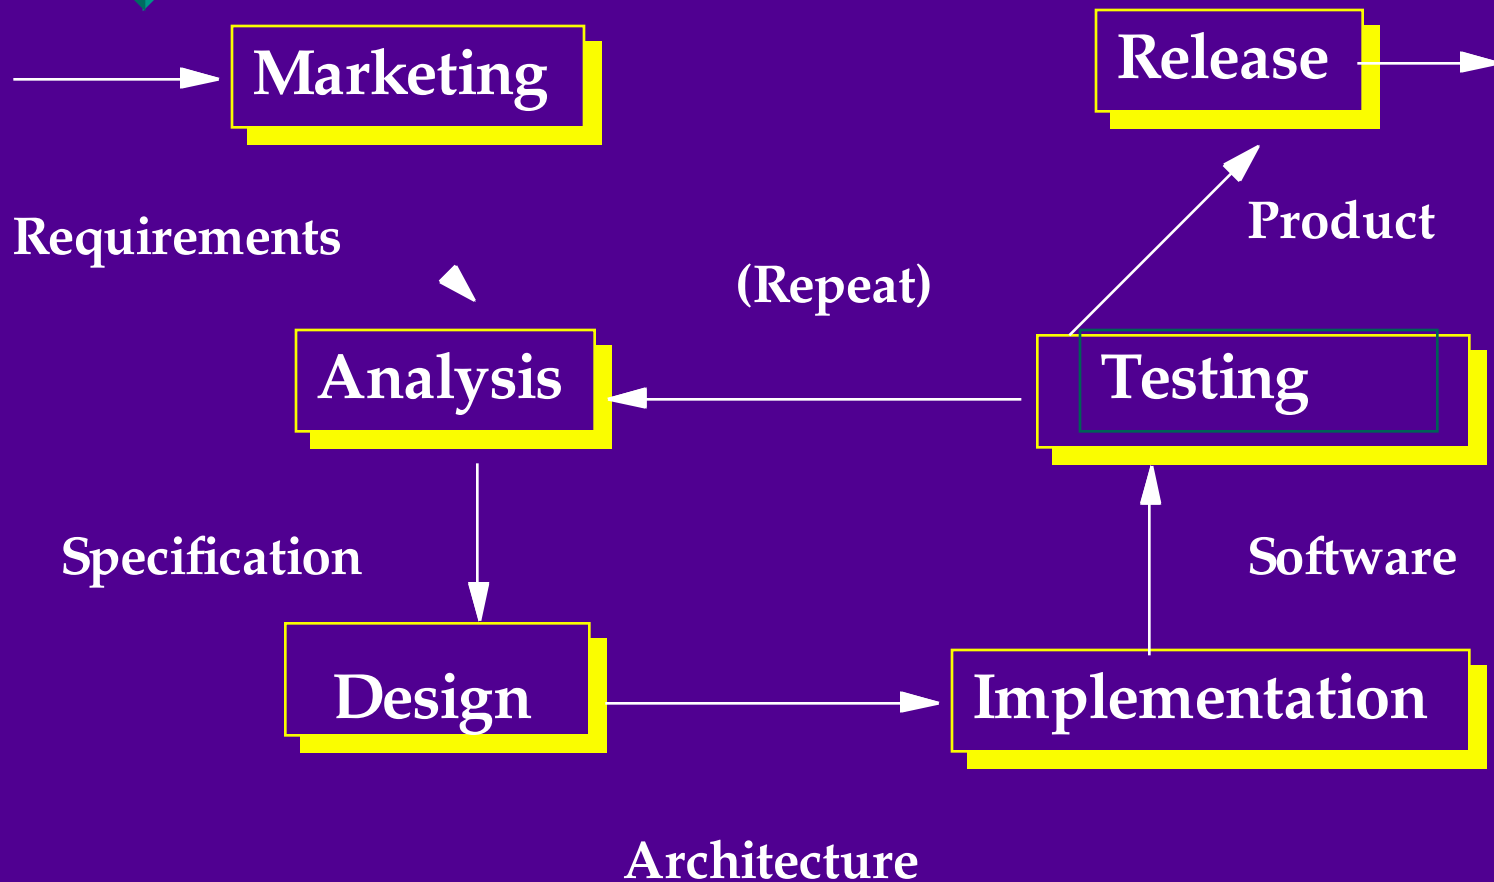 Marketing
Release
Requirements
Product
(Repeat)
Analysis
Testing
Specification
Software
Design
Implementation
Architecture